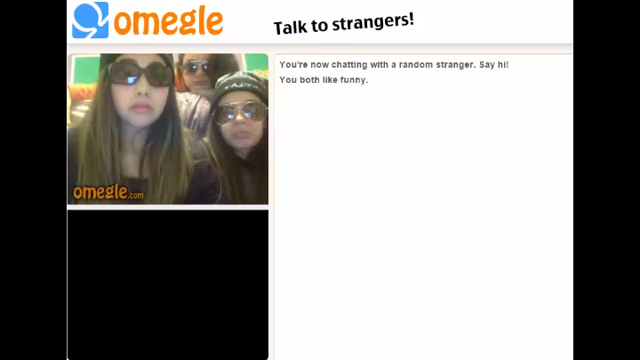 omegle
Talk to strangers!
You're now chatting with a random stranger. Say hi!
You both like funny.
omegle.com